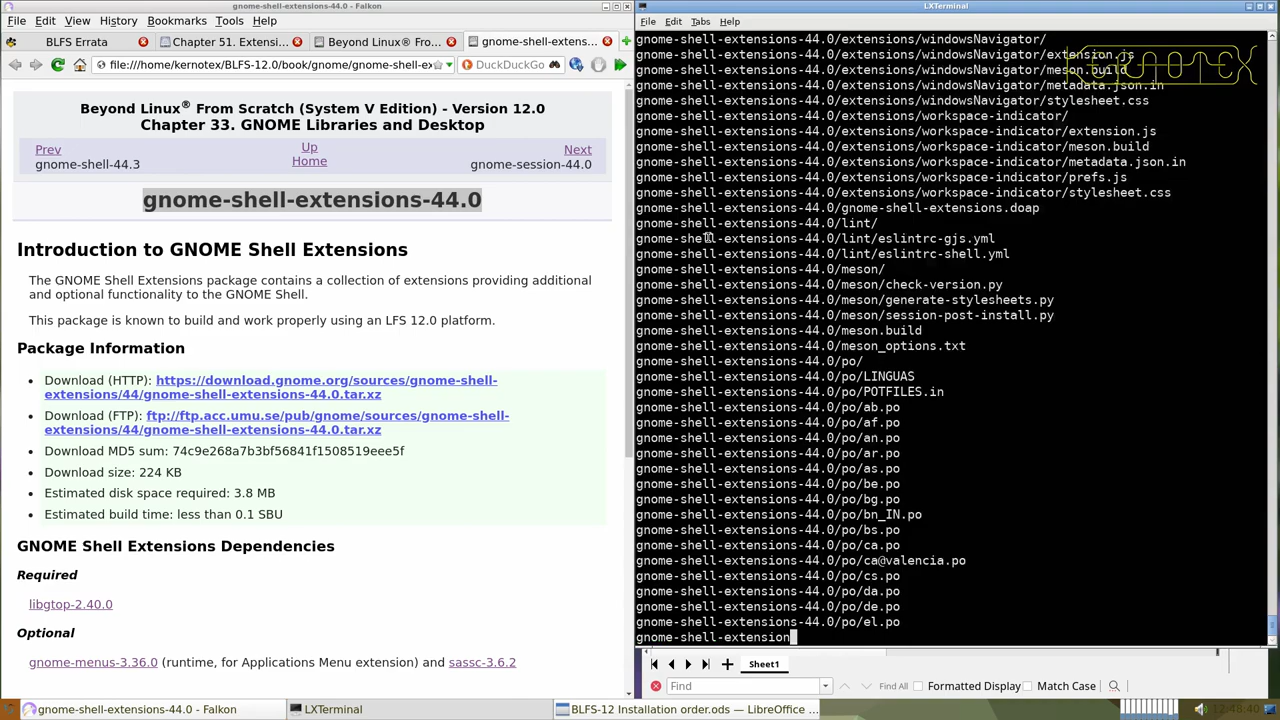 gnome-shell-extensions-44.0 - Falkon
File Edit View History Bookmarks Tools Help
BLFS Errata
Chapter 51. Extensi...
Beyond Linux® Fro...
gnome-shell-extens...
file:///home/kernotex/BLFS-12.0/book/gnome/gnome-shell-ex
DuckDuckGo
Beyond Linux® From Scratch (System V Edition) - Version 12.0
Chapter 33. GNOME Libraries and Desktop
Prev
Up
Next
gnome-shell-44.3
Home
gnome-session-44.0
gnome-shell-extensions-44.0
Introduction to GNOME Shell Extensions
The GNOME Shell Extensions package contains a collection of extensions providing additional
and optional functionality to the GNOME Shell.
This package is known to build and work properly using an LFS 12.0 platform.
Package Information
Download (HTTP): https://download.gnome.org/sources/gnome-shell-
extensions/44/gnome-shell-extensions-44.0.tar.xz
Download (FTP): ftp://ftp.acc.umu.se/pub/gnome/sources/gnome-shell-
extensions/44/gnome-shell-extensions-44.0.tar.xz
Download MD5 sum: 74c9e268a7b3bf56841f1508519eee5f
Download size: 224 KB
Estimated disk space required: 3.8 MB
Estimated build time: less than 0.1 SBU
GNOME Shell Extensions Dependencies
Required
libgtop-2.40.0
Optional
gnome-menus-3.36.0 (runtime, for Applications Menu extension) and sassc-3.6.2
LXTerminal
File Edit Tabs Help
gnome-shell-extensions-44.0/extensions/windowsNavigator/
gnome-shell-extensions-44.0/extensions/windowsNavigator/extension.js
gnome-shell-extensions-44.0/extensions/windowsNavigator/meson.build
gnome-shell-extensions-44.0/extensions/windowsNavigator/metadata.json.in
gnome-shell-extensions-44.0/extensions/windowsNavigator/stylesheet.css
gnome-shell-extensions-44.0/extensions/workspace-indicator/
gnome-shell-extensions-44.0/extensions/workspace-indicator/extension.js
gnome-shell-extensions-44.0/extensions/workspace-indicator/meson.build
gnome-shell-extensions-44.0/extensions/workspace-indicator/metadata.json.in
gnome-shell-extensions-44.0/extensions/workspace-indicator/prefs.js
gnome-shell-extensions-44.0/extensions/workspace-indicator/stylesheet.css
gnome-shell-extensions-44.0/gnome-shell-extensions.doap
gnome-shell-extensions-44.0/lint/
gnome-shell-extensions-44.0/lint/eslintrc-gjs.yml
gnome-shell-extensions-44.0/lint/eslintrc-shell.yml
gnome-shell-extensions-44.0/meson/
gnome-shell-extensions-44.0/meson/check-version.py
gnome-shell-extensions-44.0/meson/generate-stylesheets.py
gnome-shell-extensions-44.0/meson/session-post-install.py
gnome-shell-extensions-44.0/meson.build
gnome-shell-extensions-44.0/meson_options.txt
gnome-shell-extensions-44.0/po/
gnome-shell-extensions-44.0/po/LINGUAS
gnome-shell-extensions-44.0/po/POTFILES.in
gnome-shell-extensions-44.0/po/ab.po
gnome-shell-extensions-44.0/po/af.po
gnome-shell-extensions-44.0/po/an.po
gnome-shell-extensions-44.0/po/ar.po
gnome-shell-extensions-44.0/po/as.po
gnome-shell-extensions-44.0/po/be.po
gnome-shell-extensions-44.0/po/bg.po
gnome-shell-extensions-44.0/po/bn_IN.po
gnome-shell-extensions-44.0/po/bs.po
gnome-shell-extensions-44.0/po/ca.po
gnome-shell-extensions-44.0/po/ca@valencia.po
gnome-shell-extensions-44.0/po/cs.po
gnome-shell-extensions-44.0/po/da.po
gnome-shell-extensions-44.0/po/de.po
gnome-shell-extensions-44.0/po/el.po
gnome-shell-extension
KERNOTEX
Sheet1
Find
Find All
Formatted Display
Match Case
gnome-shell-extensions-44.0 - Falkon
LXTerminal
BLFS-12 Installation order.ods — LibreOffice ...
12:48:40